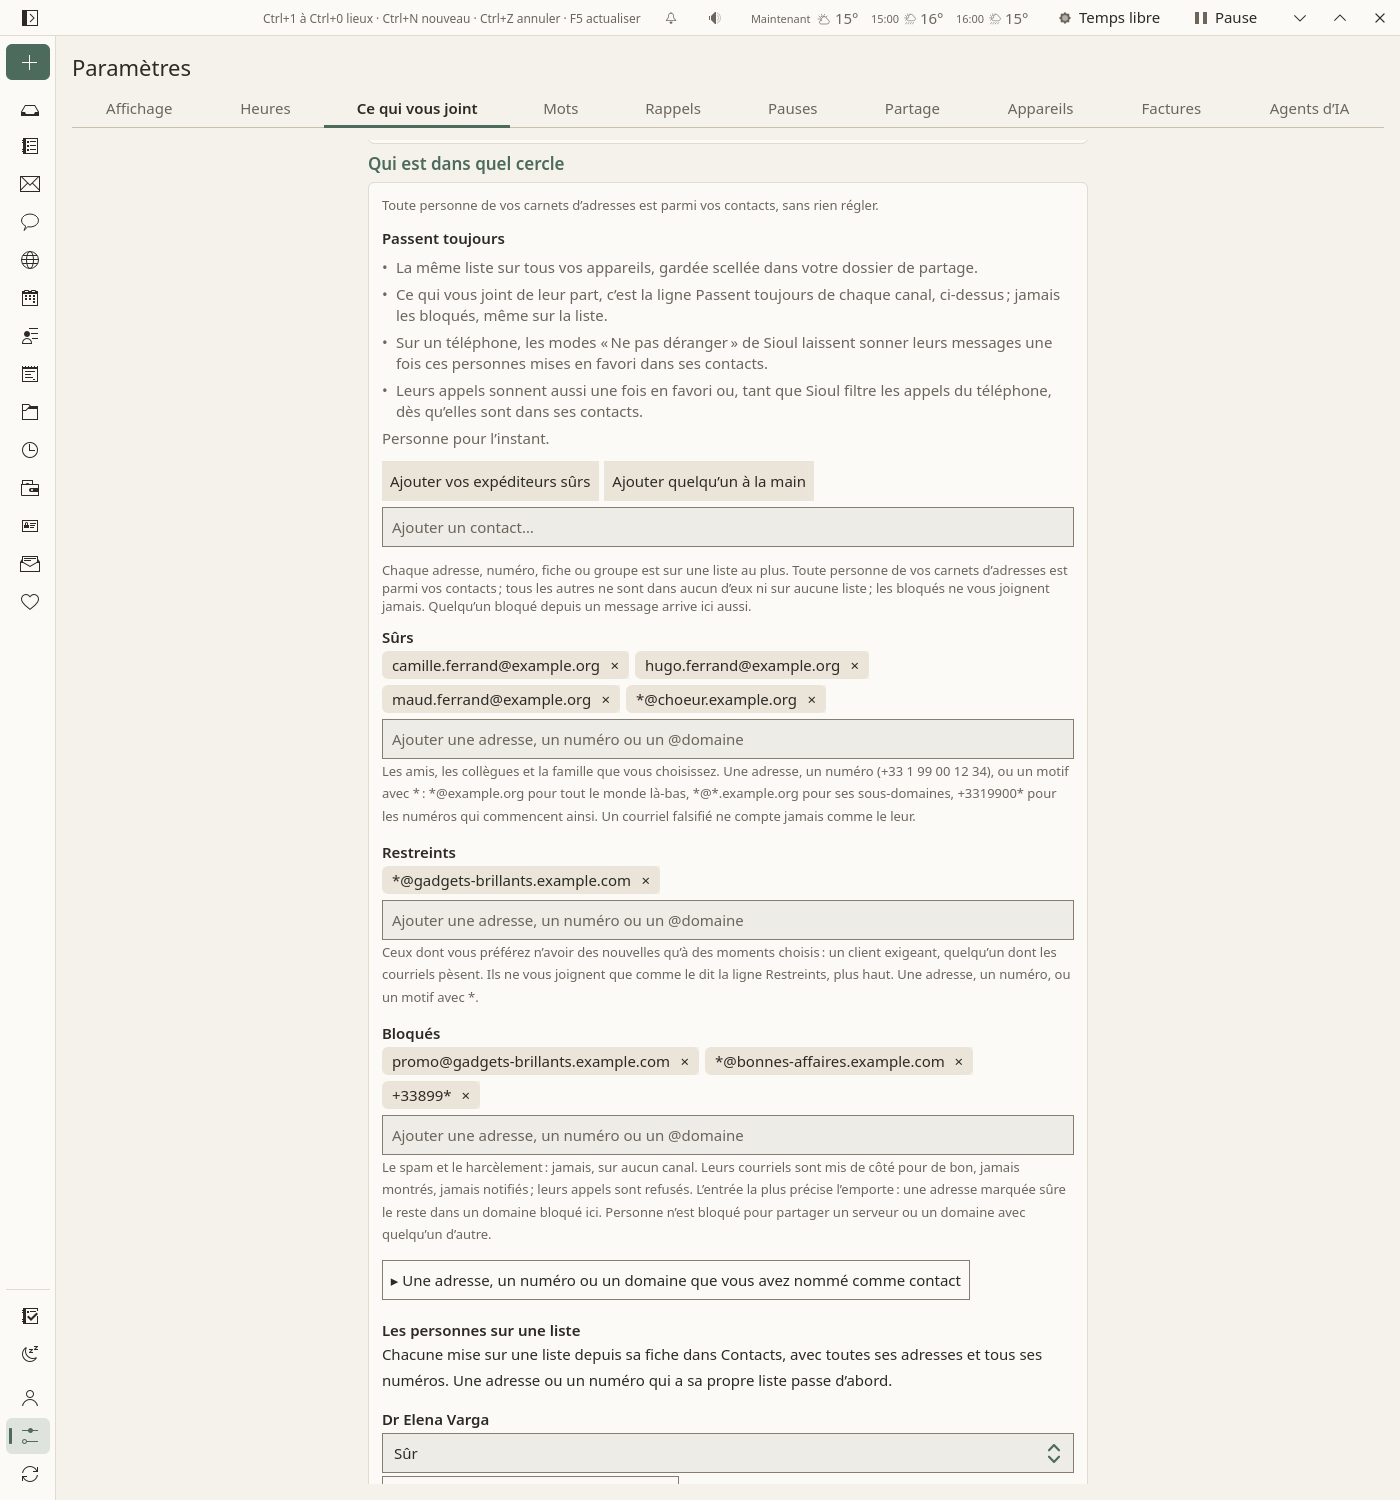 Ctrl+1 à Ctrl+0 lieux · Ctrl+N nouveau · Ctrl+Z annuler · F5 actualiser
Maintenant 15° 15:00 16° 16:00 15°
Temps libre
Pause
Paramètres
Affichage
Heures
Ce qui vous joint
Mots
Rappels
Pauses
Partage
Appareils
Factures
Agents d’IA
Qui est dans quel cercle
Toute personne de vos carnets d’adresses est parmi vos contacts, sans rien régler.
Passent toujours
• La même liste sur tous vos appareils, gardée scellée dans votre dossier de partage.
• Ce qui vous joint de leur part, c’est la ligne Passent toujours de chaque canal, ci-dessus ; jamais
les bloqués, même sur la liste.
• Sur un téléphone, les modes « Ne pas déranger » de Sioul laissent sonner leurs messages une
fois ces personnes mises en favori dans ses contacts.
• Leurs appels sonnent aussi une fois en favori ou, tant que Sioul filtre les appels du téléphone,
dès qu’elles sont dans ses contacts.
Personne pour l’instant.
Ajouter vos expéditeurs sûrs
Ajouter quelqu’un à la main
Ajouter un contact…
Chaque adresse, numéro, fiche ou groupe est sur une liste au plus. Toute personne de vos carnets d’adresses est
parmi vos contacts ; tous les autres ne sont dans aucun d’eux ni sur aucune liste ; les bloqués ne vous joignent
jamais. Quelqu’un bloqué depuis un message arrive ici aussi.
Sûrs
camille.ferrand@example.org ×
hugo.ferrand@example.org ×
maud.ferrand@example.org ×
*@choeur.example.org ×
Ajouter une adresse, un numéro ou un @domaine
Les amis, les collègues et la famille que vous choisissez. Une adresse, un numéro (+33 1 99 00 12 34), ou un motif
avec * : *@example.org pour tout le monde là-bas, *@*.example.org pour ses sous-domaines, +3319900* pour
les numéros qui commencent ainsi. Un courriel falsifié ne compte jamais comme le leur.
Restreints
*@gadgets-brillants.example.com ×
Ajouter une adresse, un numéro ou un @domaine
Ceux dont vous préférez n’avoir des nouvelles qu’à des moments choisis : un client exigeant, quelqu’un dont les
courriels pèsent. Ils ne vous joignent que comme le dit la ligne Restreints, plus haut. Une adresse, un numéro, ou
un motif avec *.
Bloqués
promo@gadgets-brillants.example.com ×
*@bonnes-affaires.example.com ×
+33899* ×
Ajouter une adresse, un numéro ou un @domaine
Le spam et le harcèlement : jamais, sur aucun canal. Leurs courriels sont mis de côté pour de bon, jamais
montrés, jamais notifiés ; leurs appels sont refusés. L’entrée la plus précise l’emporte : une adresse marquée sûre
le reste dans un domaine bloqué ici. Personne n’est bloqué pour partager un serveur ou un domaine avec
quelqu’un d’autre.
▸ Une adresse, un numéro ou un domaine que vous avez nommé comme contact
Les personnes sur une liste
Chacune mise sur une liste depuis sa fiche dans Contacts, avec toutes ses adresses et tous ses
numéros. Une adresse ou un numéro qui a sa propre liste passe d’abord.
Dr Elena Varga
Sûr